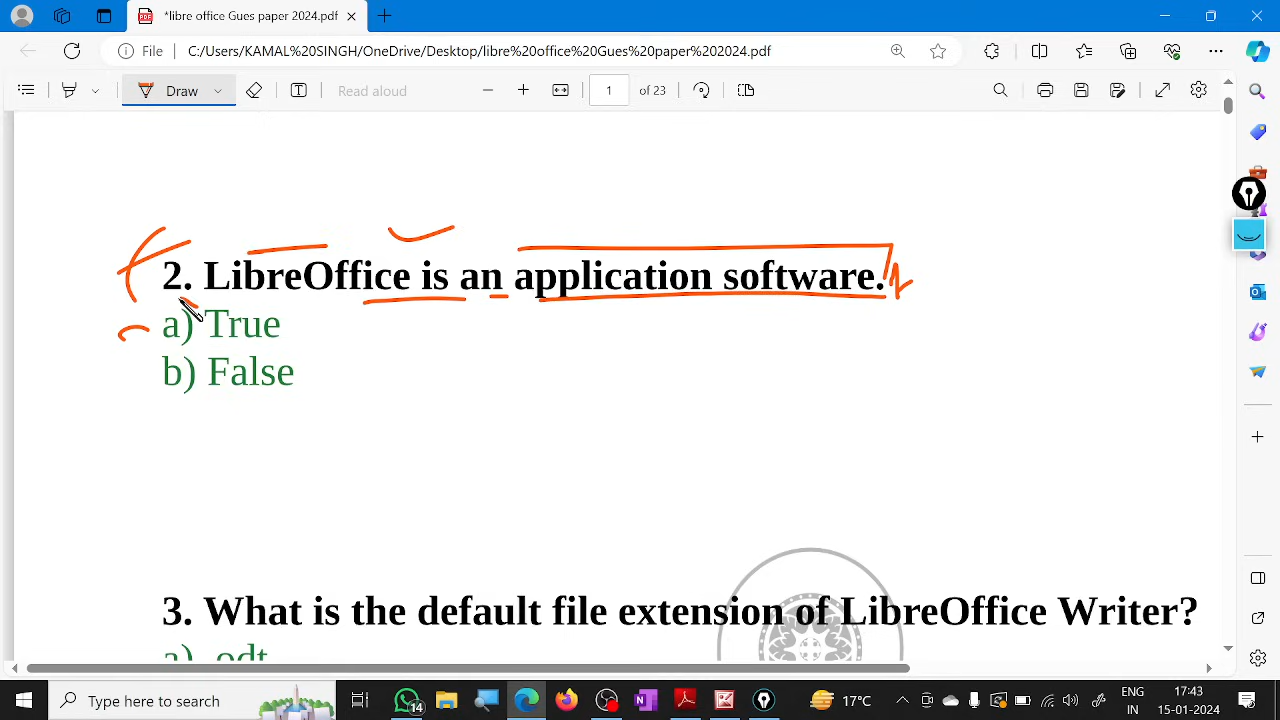 *libre office Gues paper 2024.pdf
File C:/Users/KAMAL%20SINGH/OneDrive/Desktop/libre%20office%20Gues%20paper%202024.pdf
Draw Read aloud 1 of 23
2. LibreOffice is an application software.
a) True
b) False
3. What is the default file extension of LibreOffice Writer?
a) .odt
Type here to search 14 17°C ENG IN 17:43 15-01-2024